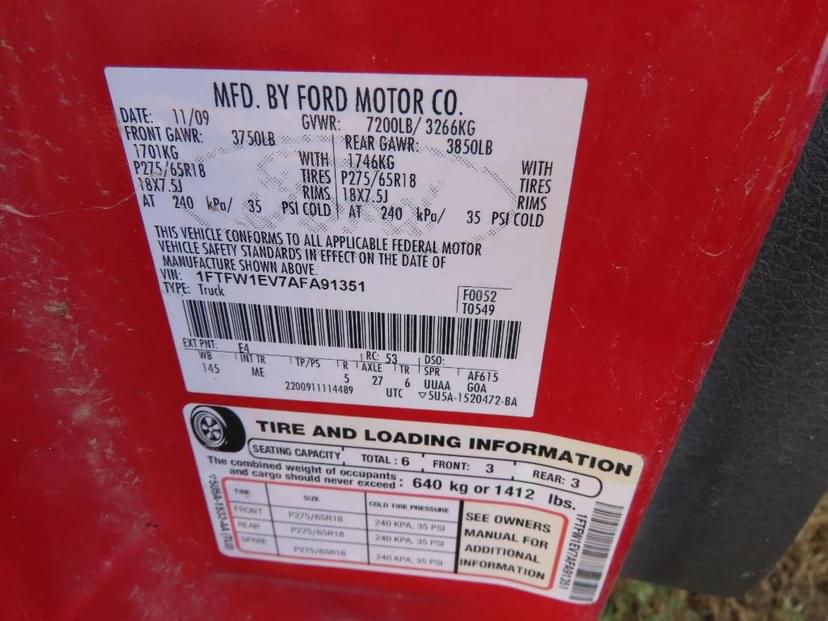 MFD. BY FORD MOTOR CO.
DATE: 11/09 GVWR: 7200LB/ 3266KG
FRONT GAWR: 3750LB REAR GAWR: 3850LB
1701KG WITH 1746KG WITH
P275/65R18 TIRES P275/65R18 TIRES
18X7.5J RIMS 18X7.5J RIMS
AT 240 kPa/ 35 PSI COLD AT 240 kPa/ 35 PSI COLD
THIS VEHICLE CONFORMS TO ALL APPLICABLE FEDERAL MOTOR
VEHICLE SAFETY STANDARDS IN EFFECT ON THE DATE OF
MANUFACTURE SHOWN ABOVE.
VIN: 1FTFW1EV7AFA91351
TYPE: Truck
F0052
T0549
EXT PNT: E4 RC: 53 DSO:
WB INT TR TP/PS R AXLE TR SPR AF615
145 ME 5 27 6 UUAA GOA
2200911114489 UTC ▽5U5A-1520472-BA
TIRE AND LOADING INFORMATION
SEATING CAPACITY TOTAL: 6 FRONT: 3 REAR: 3
The combined weight of occupants
and cargo should never exceed: 640 kg or 1412 lbs.
TIRE SIZE COLD TIRE PRESSURE
FRONT P275/65R18 240 KPA, 35 PSI
REAR P275/65R18 240 KPA, 35 PSI
SPARE P275/65R18 240 KPA, 35 PSI
SEE OWNERS
MANUAL FOR
ADDITIONAL
INFORMATION
1FTFW1EV7AFA91351